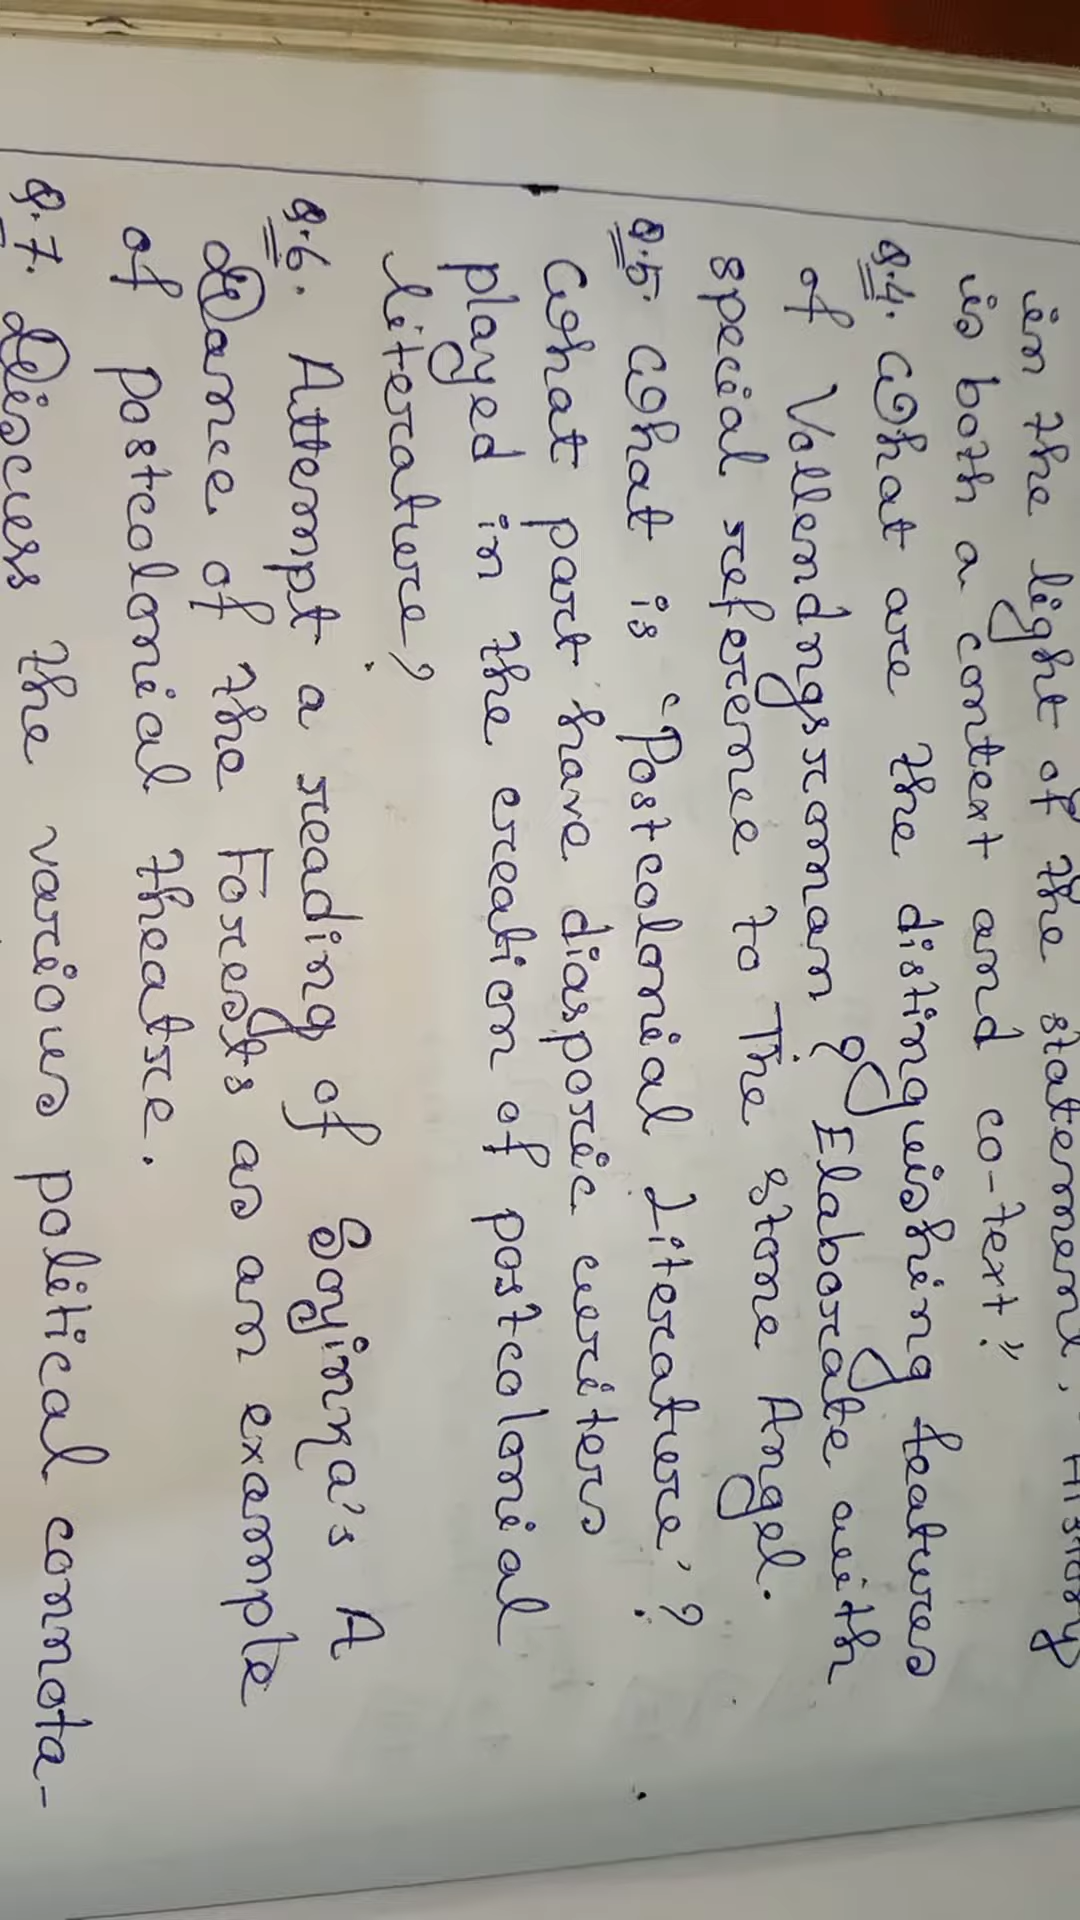 in the light of the statement, "History
is both a context and co-text."
Q.4. What are the distinguishing features
of Vollendngsroman? Elaborate with
special reference to The stone Angel.
Q.5. What is 'Postcolonial Literature'?
What part have diasporic writers
played in the creation of postcolonial
literature?
Q.6. Attempt a reading of Soyinka's A
Dance of the Forests as an example
of postcolonial theatre.
Q.7. Discuss the various political connota-